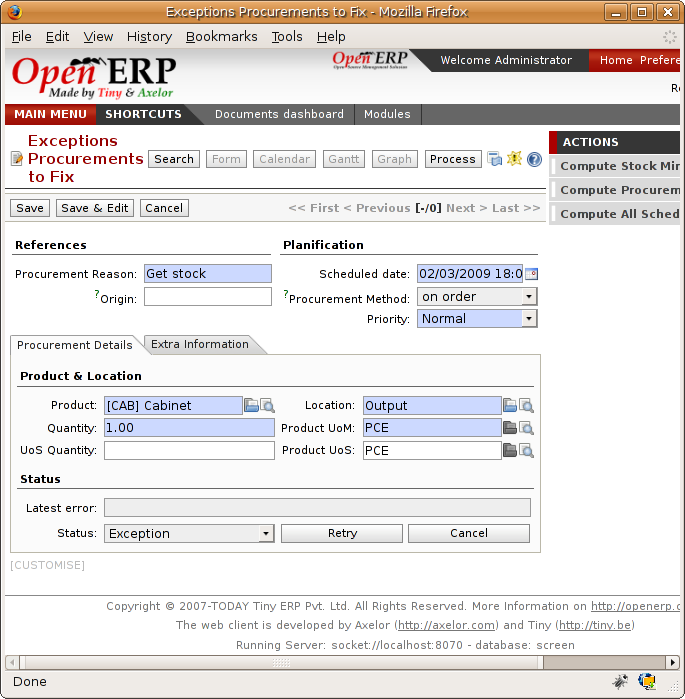 Exceptions Procurements to Fix - Mozilla Firefox
File Edit View History Bookmarks Tools Help
Open ERP
Made by Tiny & Axelor
Open ERP
Open Source Management Solution
Welcome Administrator
Home Prefere
Re
MAIN MENU SHORTCUTS Documents dashboard Modules
Exceptions
Procurements
to Fix
Search Form Calendar Gantt Graph Process
ACTIONS
Compute Stock Min
Compute Procurem
Compute All Sched
Save Save & Edit Cancel << First < Previous [-/0] Next > Last >>
References Planification
Procurement Reason: Get stock Scheduled date: 02/03/2009 18:0
?Origin: ?Procurement Method: on order
Priority: Normal
Procurement Details Extra Information
Product & Location
Product: [CAB] Cabinet Location: Output
Quantity: 1.00 Product UoM: PCE
UoS Quantity: Product UoS: PCE
Status
Latest error:
Status: Exception Retry Cancel
[CUSTOMISE]
Copyright © 2007-TODAY Tiny ERP Pvt. Ltd. All Rights Reserved. More Information on http://openerp.c
The web client is developed by Axelor (http://axelor.com) and Tiny (http://tiny.be)
Running Server: socket://localhost:8070 - database: screen
Done